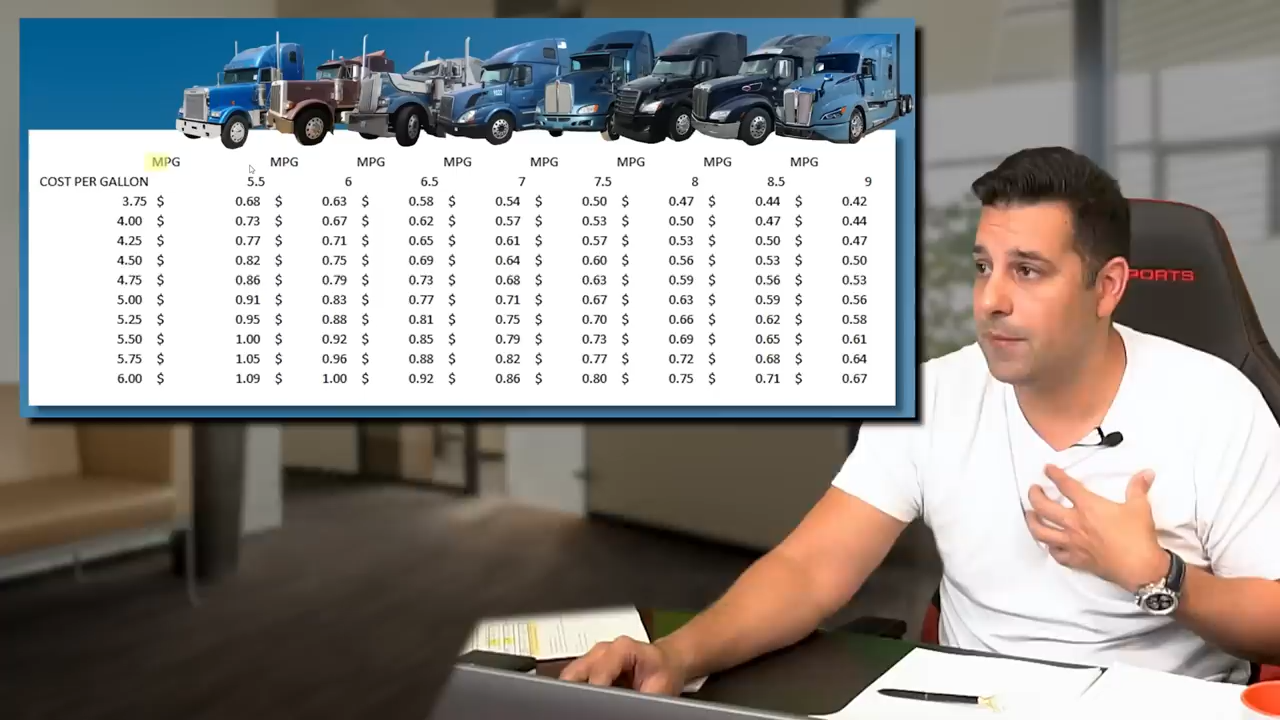 MPG MPG MPG MPG MPG MPG MPG MPG
COST PER GALLON 5.5 6 6.5 7 7.5 8 8.5 9
3.75 $ 0.68 $ 0.63 $ 0.58 $ 0.54 $ 0.50 $ 0.47 $ 0.44 $ 0.42
4.00 $ 0.73 $ 0.67 $ 0.62 $ 0.57 $ 0.53 $ 0.50 $ 0.47 $ 0.44
4.25 $ 0.77 $ 0.71 $ 0.65 $ 0.61 $ 0.57 $ 0.53 $ 0.50 $ 0.47
4.50 $ 0.82 $ 0.75 $ 0.69 $ 0.64 $ 0.60 $ 0.56 $ 0.53 $ 0.50
4.75 $ 0.86 $ 0.79 $ 0.73 $ 0.68 $ 0.63 $ 0.59 $ 0.56 $ 0.53
5.00 $ 0.91 $ 0.83 $ 0.77 $ 0.71 $ 0.67 $ 0.63 $ 0.59 $ 0.56
5.25 $ 0.95 $ 0.88 $ 0.81 $ 0.75 $ 0.70 $ 0.66 $ 0.62 $ 0.58
5.50 $ 1.00 $ 0.92 $ 0.85 $ 0.79 $ 0.73 $ 0.69 $ 0.65 $ 0.61
5.75 $ 1.05 $ 0.96 $ 0.88 $ 0.82 $ 0.77 $ 0.72 $ 0.68 $ 0.64
6.00 $ 1.09 $ 1.00 $ 0.92 $ 0.86 $ 0.80 $ 0.75 $ 0.71 $ 0.67
PORTS